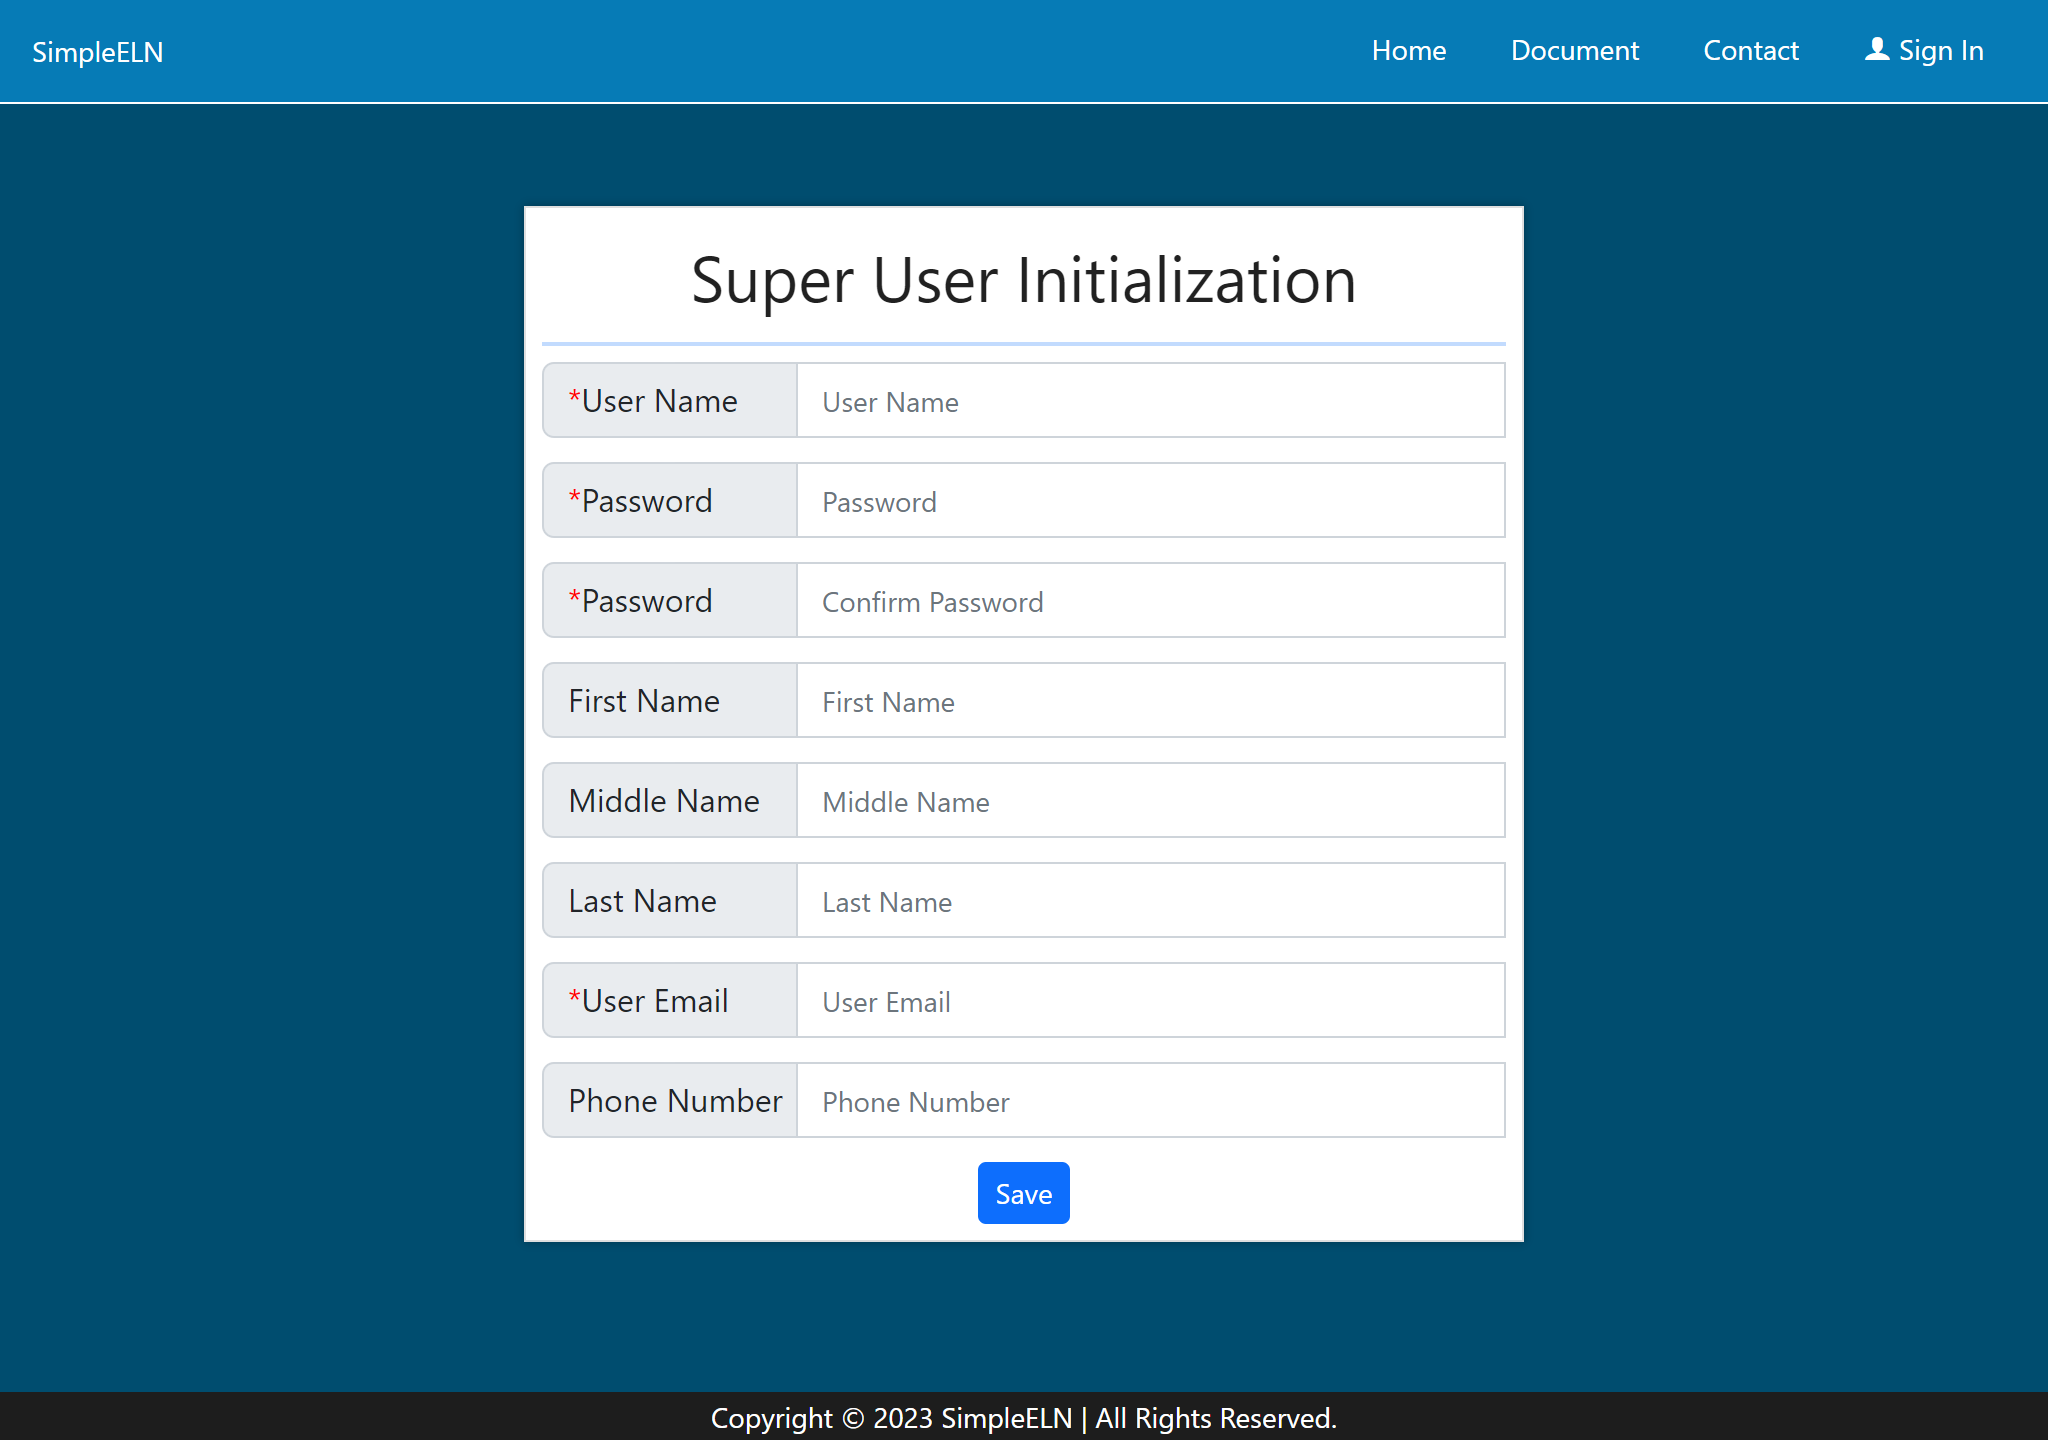 SimpleELN Home Document Contact Sign In
Super User Initialization
*User Name User Name
*Password Password
*Password Confirm Password
First Name First Name
Middle Name Middle Name
Last Name Last Name
*User Email User Email
Phone Number Phone Number
Save
Copyright © 2023 SimpleELN | All Rights Reserved.